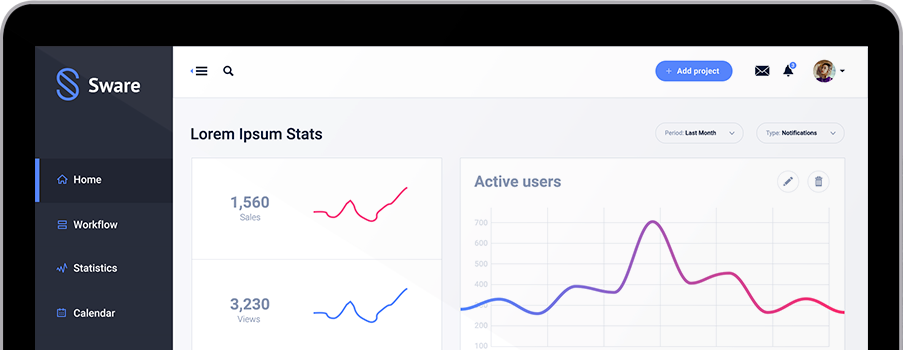 Sware
Add project
3
Lorem Ipsum Stats
Period: Last Month
Type: Notifications
Home
Workflow
Statistics
Calendar
1,560
Sales
3,230
Views
Active users
700
600
500
400
300
200
100